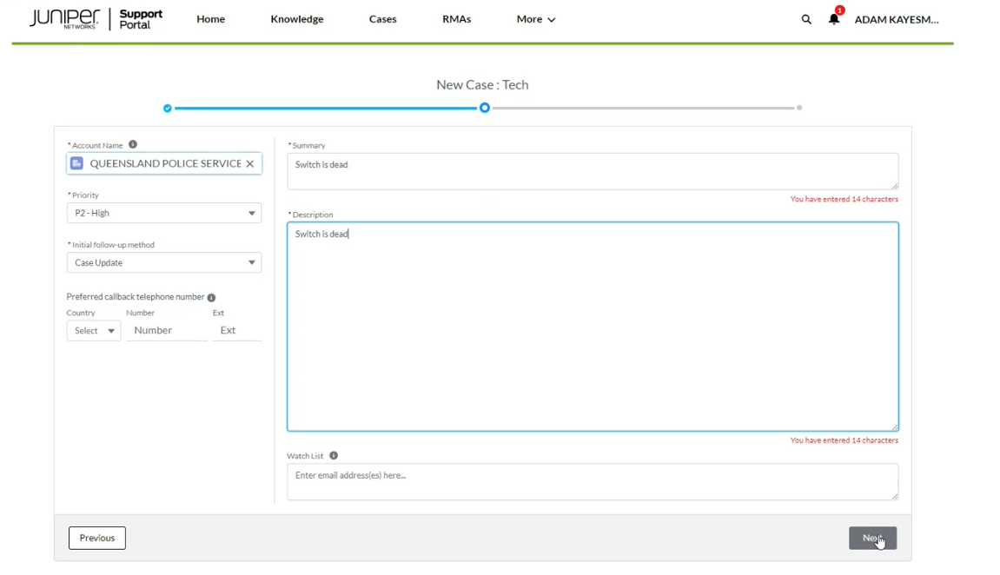 JUNIPER NETWORKS
Support Portal
Home
Knowledge
Cases
RMAs
More
1
ADAM KAYESM...
New Case : Tech
* Account Name
QUEENSLAND POLICE SERVICE
* Priority
P2 - High
* Initial follow-up method
Case Update
Preferred callback telephone number
Country Number Ext
Select Number Ext
* Summary
Switch is dead
You have entered 14 characters
* Description
Switch is dead
You have entered 14 characters
Watch List
Enter email address(es) here...
Previous
Next